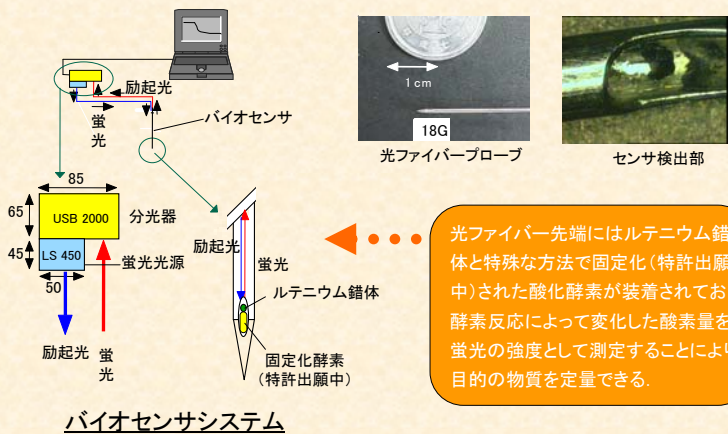 励起光
蛍
光
バイオセンサ
1cm
18G
光ファイバープローブ
センサ検出部
85
65
USB 2000
分光器
45
LS 450
蛍光光源
50
励起光
蛍
光
励起光
蛍光
ルテニウム錯体
固定化酵素
(特許出願中)
光ファイバー先端にはルテニウム錯
体と特殊な方法で固定化(特許出願
中)された酸化酵素が装着されてお
酵素反応によって変化した酸素量を
蛍光の強度として測定することにより
目的の物質を定量できる.
バイオセンサシステム